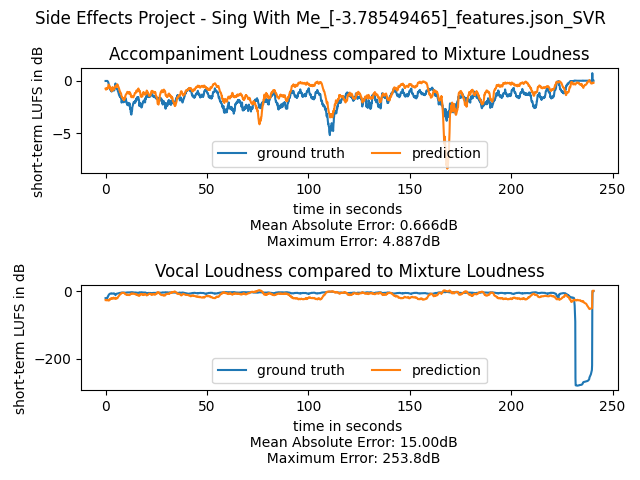 Side Effects Project - Sing With Me_[-3.78549465]_features.json_SVR
Accompaniment Loudness compared to Mixture Loudness
short-term LUFS in dB
0
−5
ground truth
prediction
0
50
100
150
200
250
time in seconds
Mean Absolute Error: 0.666dB
Maximum Error: 4.887dB
Vocal Loudness compared to Mixture Loudness
short-term LUFS in dB
0
−200
ground truth
prediction
0
50
100
150
200
250
time in seconds
Mean Absolute Error: 15.00dB
Maximum Error: 253.8dB